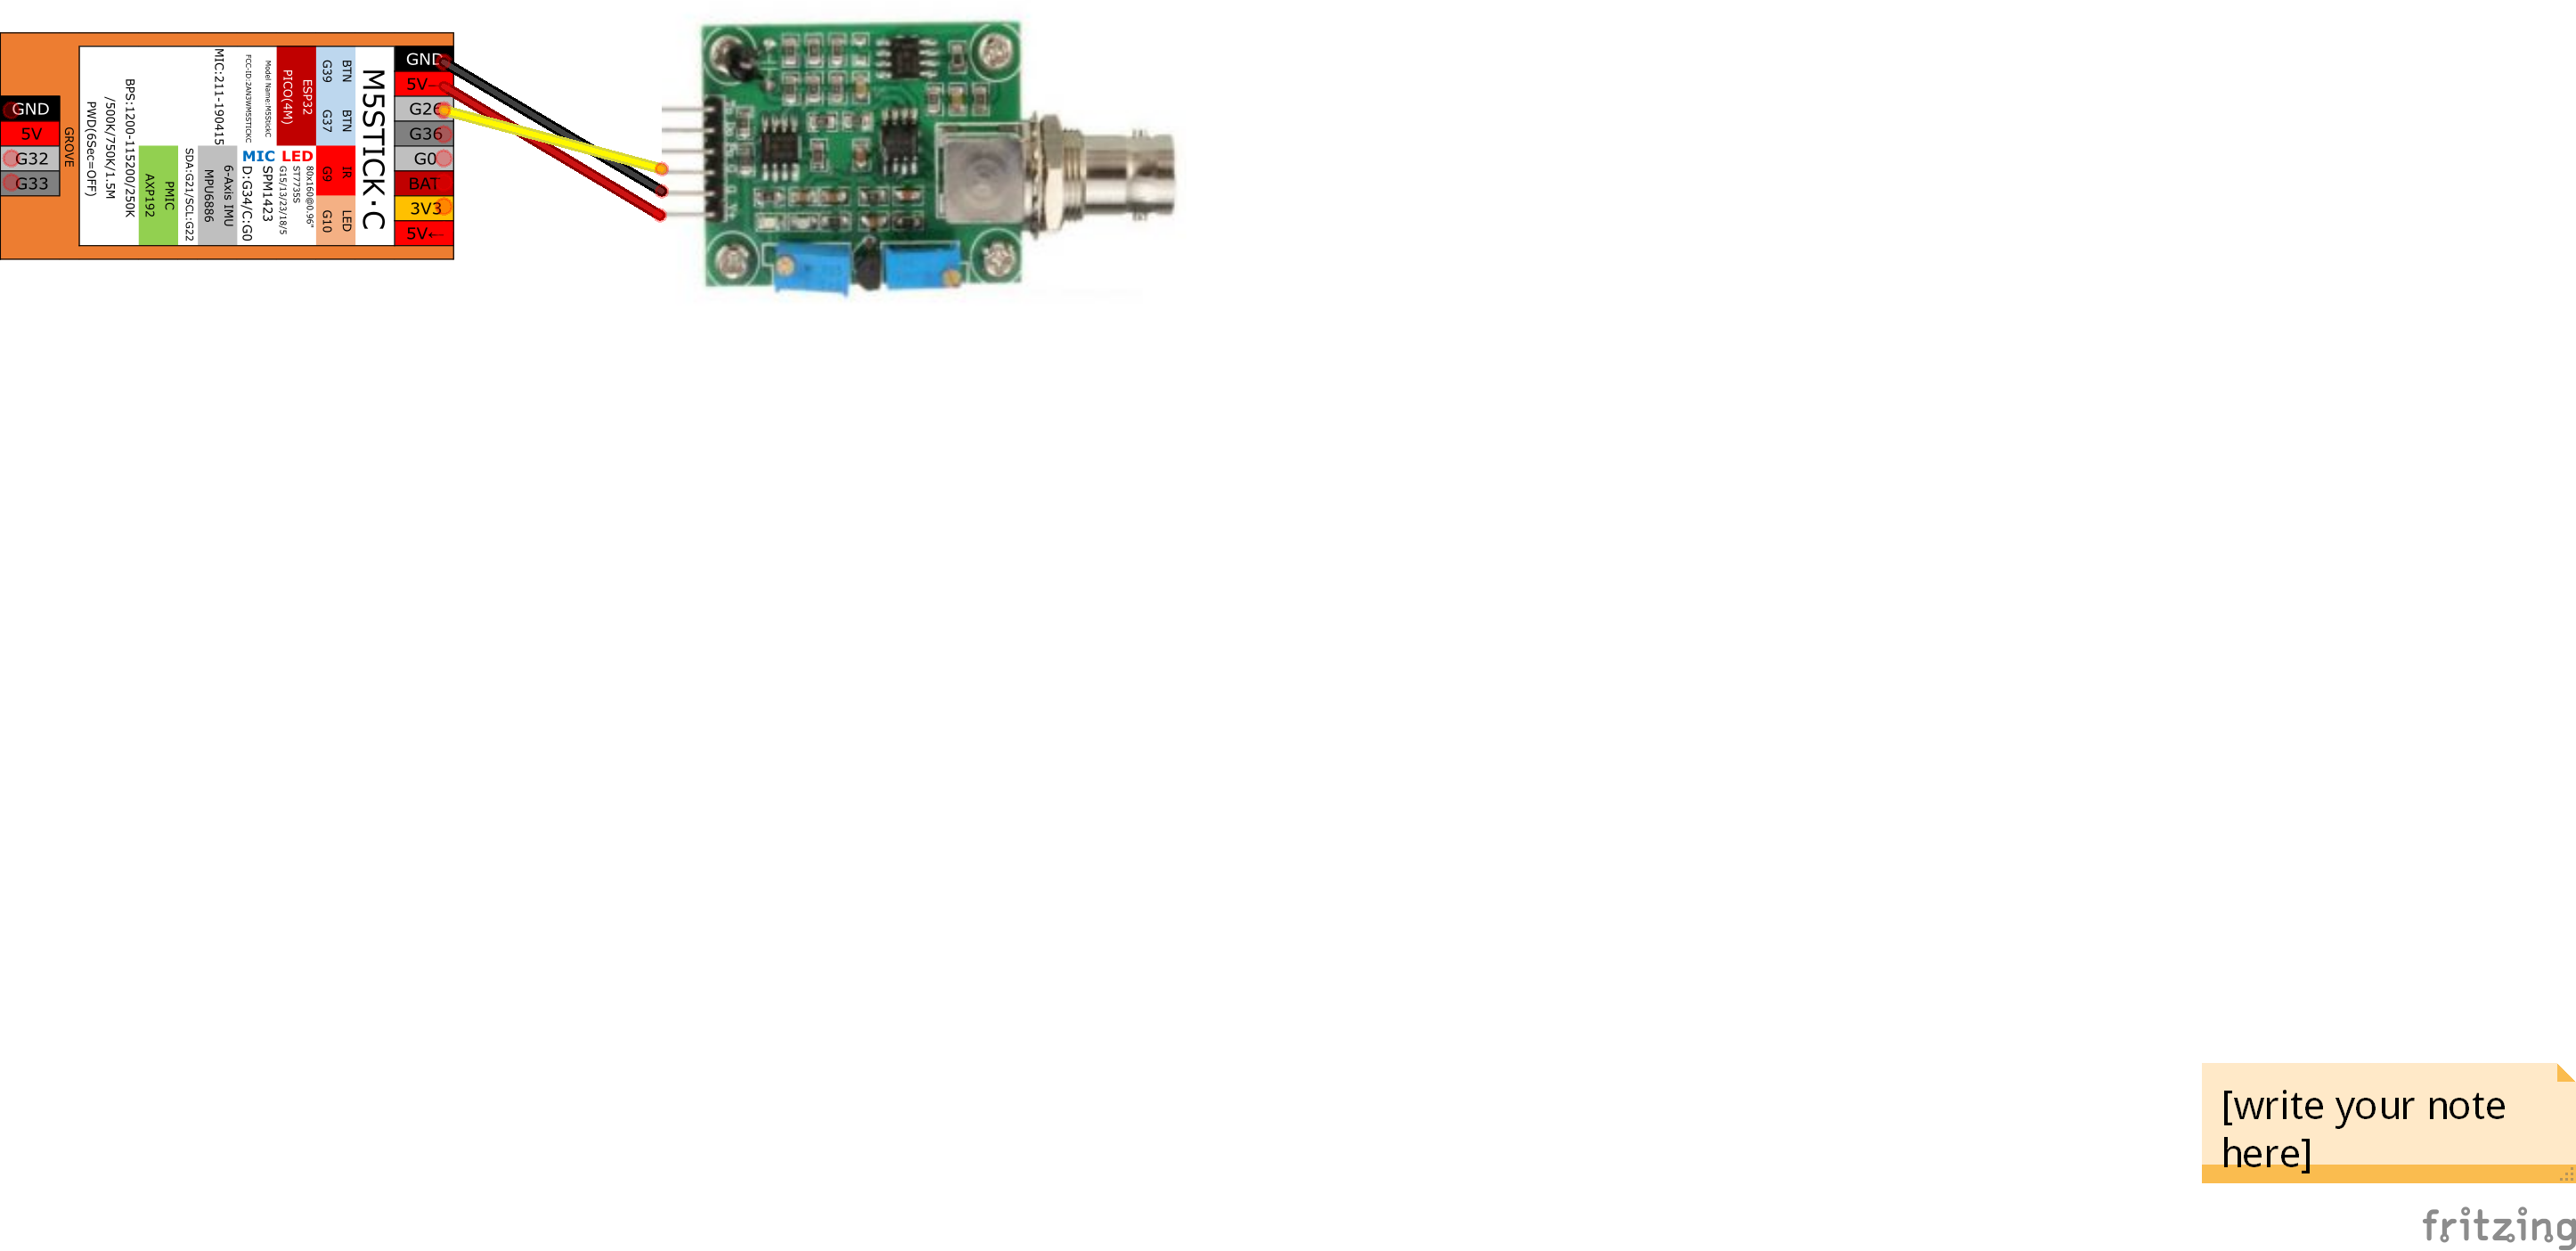 GND
5V
G32
G33
GROVE
PWD(6Sec=OFF)
/500K/750K/1.5M
BPS:1200-115200/250K
AXP192
PMIC
SDA:G21/SCL:G22
MPU6886
6-Axis IMU
MIC:211-190415
FCC-ID:2AN3WM5STICKC
Model Name:M5StickC
MIC LED
D:G34/C:G0
SPM1423
G15/13/23/18/5
ST7735S
80x160@0.96"
PICO(4M)
ESP32
G39 G37
BTN BTN
G9 G10
IR LED
M5STICK·C
GND
5V
G26
G36
G0
BAT
3V3
5V←
[write your note
here]
fritzing